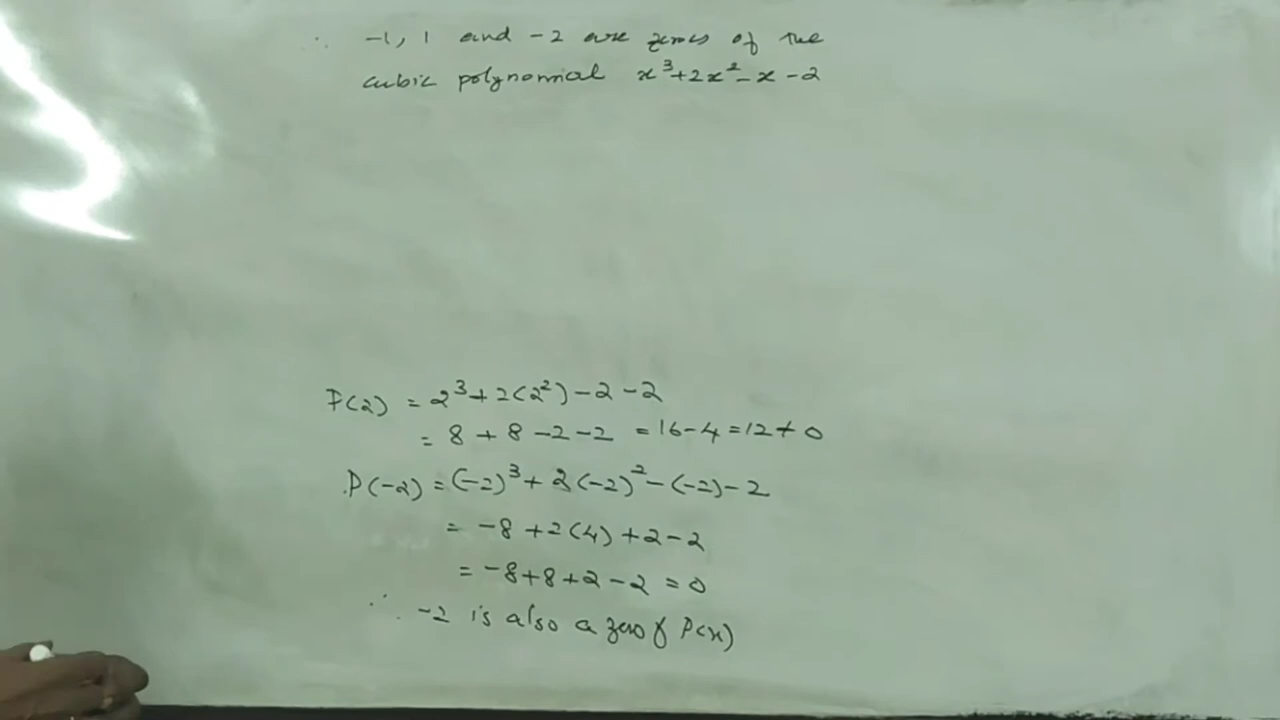 ∴ -1, 1 and -2 are zeros of the
cubic polynomial x³+2x²-x-2
P(2) = 2³+2(2²)-2-2
= 8+8-2-2 =16-4=12≠0
P(-2) = (-2)³+2(-2)²-(-2)-2
= -8+2(4)+2-2
= -8+8+2-2=0
∴ -2 is also a zero of P(x)